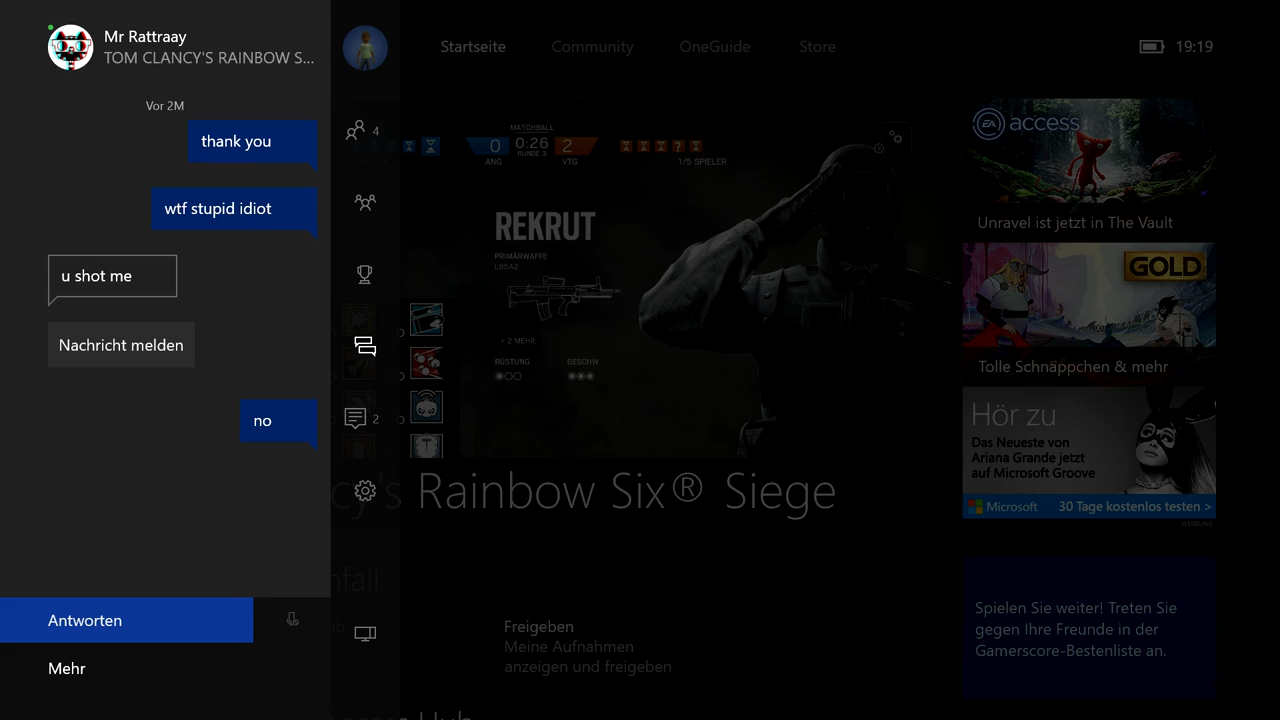 Mr Rattraay
TOM CLANCY'S RAINBOW S...
Vor 2M
thank you
wtf stupid idiot
u shot me
Nachricht melden
no
Antworten
Mehr
4
2
Startseite
Community
OneGuide
Store
19:19
MATCHBALL
0
0:26
2
ANG
RUNDE 3
VTG
1/5 SPIELER
?
REKRUT
PRIMÄRWAFFE
L85A2
+ 2 MEHR
RÜSTUNG
GESCHW.
cy's Rainbow Six® Siege
nfall
Freigeben
Meine Aufnahmen
anzeigen und freigeben
EA access
Unravel ist jetzt in The Vault
GOLD
Tolle Schnäppchen & mehr
Hör zu
Das Neueste von
Ariana Grande jetzt
auf Microsoft Groove
Microsoft
30 Tage kostenlos testen >
WERBUNG
Spielen Sie weiter! Treten Sie
gegen Ihre Freunde in der
Gamerscore-Bestenliste an.